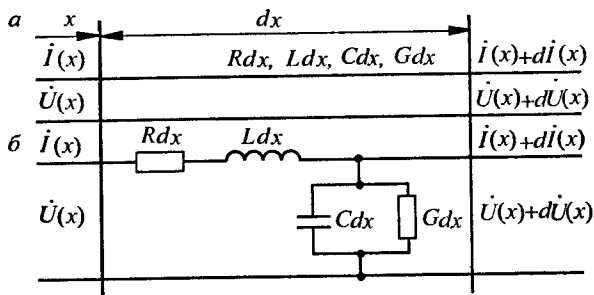 а x dx
İ(x) Rdx, Ldx, Cdx, Gdx İ(x)+dİ(x)
U̇(x) U̇(x)+dU̇(x)
б İ(x) Rdx Ldx İ(x)+dİ(x)
U̇(x) Cdx Gdx U̇(x)+dU̇(x)